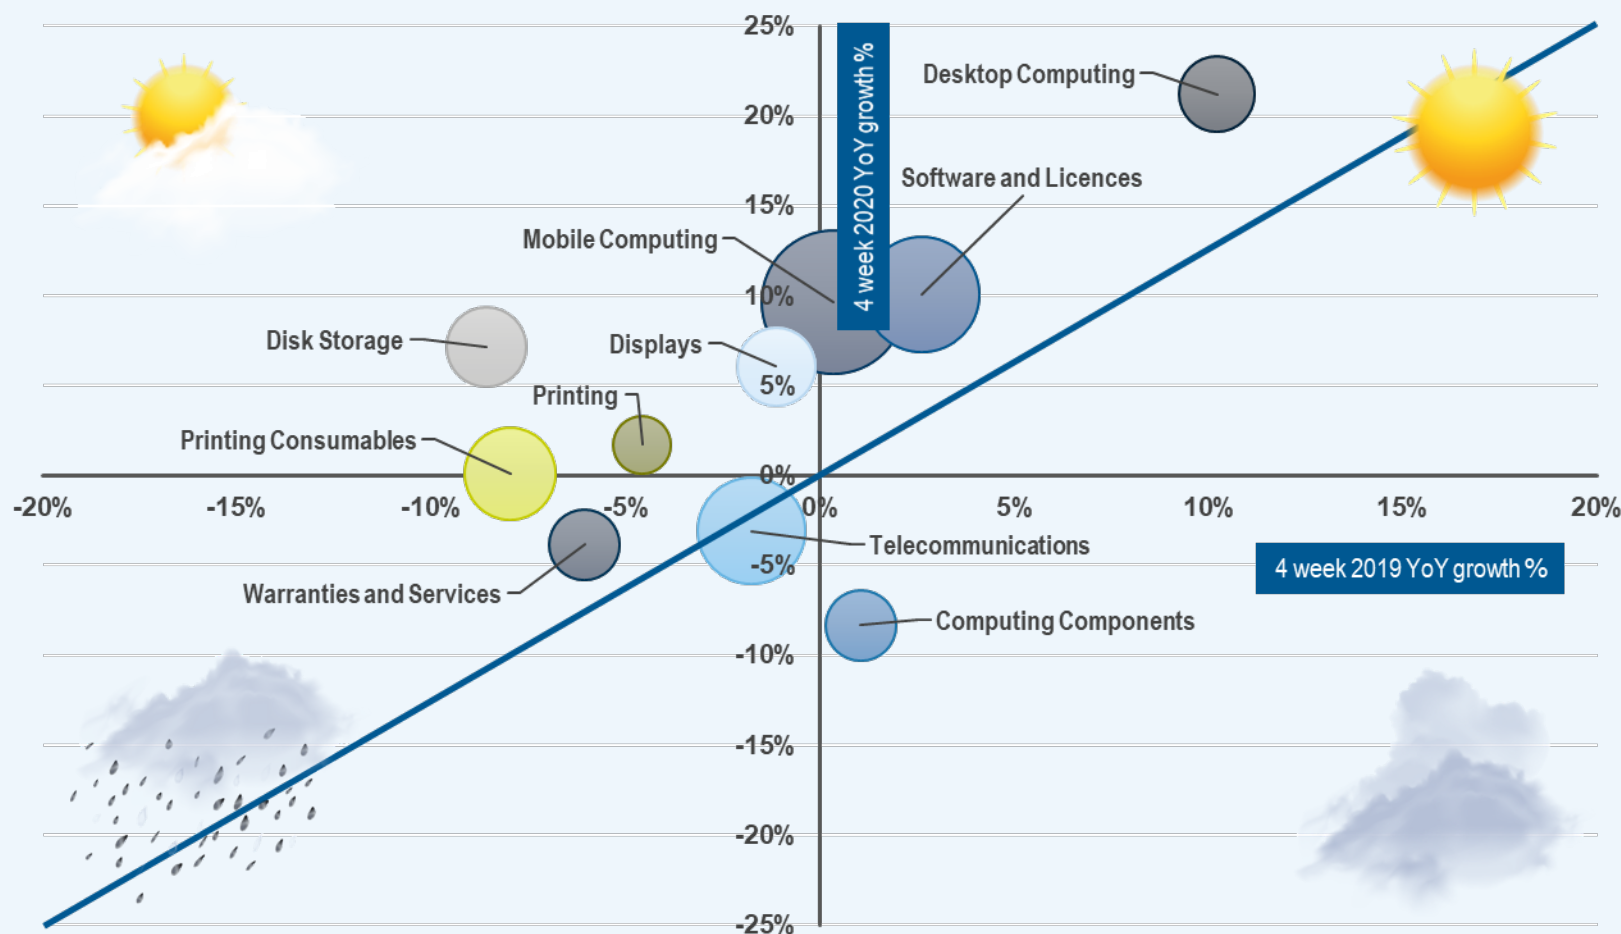 25%
4 week 2020 YoY growth %
Desktop Computing
20%
15%
Software and Licences
Mobile Computing
10%
Disk Storage
Displays
5%
Printing
Printing Consumables
0%
-20%
-15%
-10%
-5%
0%
5%
10%
15%
20%
Telecommunications
-5%
4 week 2019 YoY growth %
Warranties and Services
Computing Components
-10%
-15%
-20%
-25%